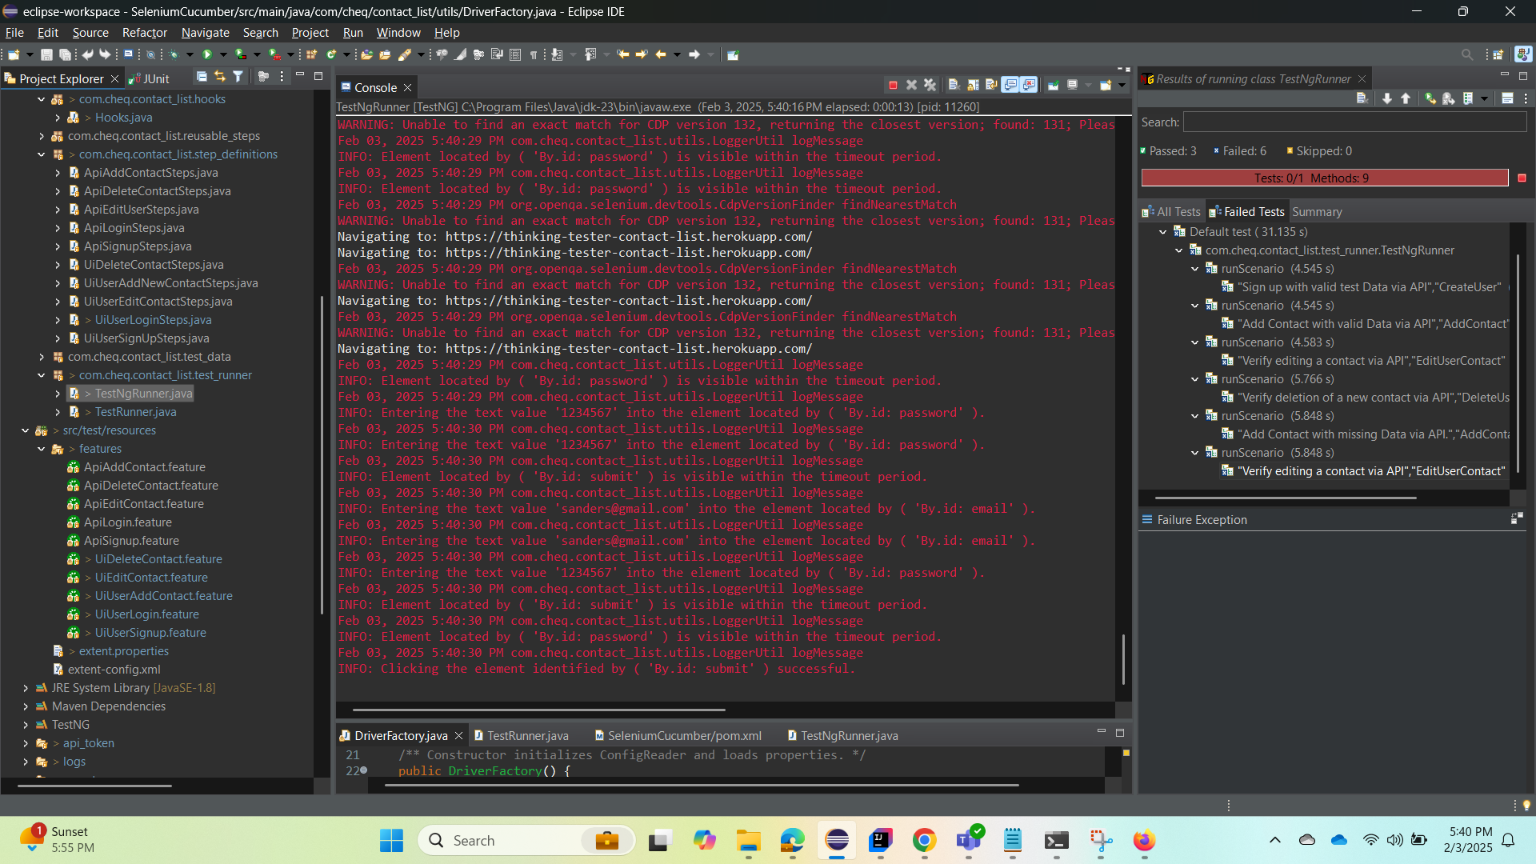 eclipse-workspace - SeleniumCucumber/src/main/java/com/cheq/contact_list/utils/DriverFactory.java - Eclipse IDE
File Edit Source Refactor Navigate Search Project Run Window Help
Project Explorer
JUnit
com.cheq.contact_list.hooks
> Hooks.java
com.cheq.contact_list.reusable_steps
> com.cheq.contact_list.step_definitions
ApiAddContactSteps.java
ApiDeleteContactSteps.java
ApiEditUserSteps.java
ApiLoginSteps.java
ApiSignupSteps.java
UiDeleteContactSteps.java
UiUserAddNewContactSteps.java
UiUserEditContactSteps.java
> UiUserLoginSteps.java
UiUserSignUpSteps.java
com.cheq.contact_list.test_data
> com.cheq.contact_list.test_runner
> TestNgRunner.java
> TestRunner.java
> src/test/resources
> features
ApiAddContact.feature
ApiDeleteContact.feature
ApiEditContact.feature
ApiLogin.feature
ApiSignup.feature
> UiDeleteContact.feature
> UiEditContact.feature
> UiUserAddContact.feature
> UiUserLogin.feature
> UiUserSignup.feature
> extent.properties
extent-config.xml
JRE System Library [JavaSE-1.8]
Maven Dependencies
TestNG
> api_token
> logs
Console
TestNgRunner [TestNG] C:\Program Files\Java\jdk-23\bin\javaw.exe (Feb 3, 2025, 5:40:16 PM elapsed: 0:00:13) [pid: 11260]
WARNING: Unable to find an exact match for CDP version 132, returning the closest version; found: 131; Pleas
Feb 03, 2025 5:40:29 PM com.cheq.contact_list.utils.LoggerUtil logMessage
INFO: Element located by ( 'By.id: password' ) is visible within the timeout period.
Feb 03, 2025 5:40:29 PM com.cheq.contact_list.utils.LoggerUtil logMessage
INFO: Element located by ( 'By.id: password' ) is visible within the timeout period.
Feb 03, 2025 5:40:29 PM org.openqa.selenium.devtools.CdpVersionFinder findNearestMatch
WARNING: Unable to find an exact match for CDP version 132, returning the closest version; found: 131; Pleas
Navigating to: https://thinking-tester-contact-list.herokuapp.com/
Navigating to: https://thinking-tester-contact-list.herokuapp.com/
Feb 03, 2025 5:40:29 PM org.openqa.selenium.devtools.CdpVersionFinder findNearestMatch
WARNING: Unable to find an exact match for CDP version 132, returning the closest version; found: 131; Pleas
Navigating to: https://thinking-tester-contact-list.herokuapp.com/
Feb 03, 2025 5:40:29 PM org.openqa.selenium.devtools.CdpVersionFinder findNearestMatch
WARNING: Unable to find an exact match for CDP version 132, returning the closest version; found: 131; Pleas
Navigating to: https://thinking-tester-contact-list.herokuapp.com/
Feb 03, 2025 5:40:29 PM com.cheq.contact_list.utils.LoggerUtil logMessage
INFO: Element located by ( 'By.id: password' ) is visible within the timeout period.
Feb 03, 2025 5:40:29 PM com.cheq.contact_list.utils.LoggerUtil logMessage
INFO: Entering the text value '1234567' into the element located by ( 'By.id: password' ).
Feb 03, 2025 5:40:30 PM com.cheq.contact_list.utils.LoggerUtil logMessage
INFO: Entering the text value '1234567' into the element located by ( 'By.id: password' ).
Feb 03, 2025 5:40:30 PM com.cheq.contact_list.utils.LoggerUtil logMessage
INFO: Element located by ( 'By.id: submit' ) is visible within the timeout period.
Feb 03, 2025 5:40:30 PM com.cheq.contact_list.utils.LoggerUtil logMessage
INFO: Entering the text value 'sanders@gmail.com' into the element located by ( 'By.id: email' ).
Feb 03, 2025 5:40:30 PM com.cheq.contact_list.utils.LoggerUtil logMessage
INFO: Entering the text value 'sanders@gmail.com' into the element located by ( 'By.id: email' ).
Feb 03, 2025 5:40:30 PM com.cheq.contact_list.utils.LoggerUtil logMessage
INFO: Entering the text value '1234567' into the element located by ( 'By.id: password' ).
Feb 03, 2025 5:40:30 PM com.cheq.contact_list.utils.LoggerUtil logMessage
INFO: Element located by ( 'By.id: submit' ) is visible within the timeout period.
Feb 03, 2025 5:40:30 PM com.cheq.contact_list.utils.LoggerUtil logMessage
INFO: Element located by ( 'By.id: password' ) is visible within the timeout period.
Feb 03, 2025 5:40:30 PM com.cheq.contact_list.utils.LoggerUtil logMessage
INFO: Clicking the element identified by ( 'By.id: submit' ) successful.
DriverFactory.java TestRunner.java SeleniumCucumber/pom.xml TestNgRunner.java
21 /** Constructor initializes ConfigReader and loads properties. */
22 public DriverFactory() {
Results of running class TestNgRunner
Search:
Passed: 3 Failed: 6 Skipped: 0
Tests: 0/1 Methods: 9
All Tests Failed Tests Summary
Default test ( 31.135 s)
com.cheq.contact_list.test_runner.TestNgRunner
runScenario (4.545 s)
"Sign up with valid test Data via API","CreateUser" (
runScenario (4.545 s)
"Add Contact with valid Data via API","AddContact"
runScenario (4.583 s)
"Verify editing a contact via API","EditUserContact"
runScenario (5.766 s)
"Verify deletion of a new contact via API","DeleteUs
runScenario (5.848 s)
"Add Contact with missing Data via API.","AddConta
runScenario (5.848 s)
"Verify editing a contact via API","EditUserContact"
Failure Exception
1
Sunset
5:55 PM
Search
5:40 PM
2/3/2025